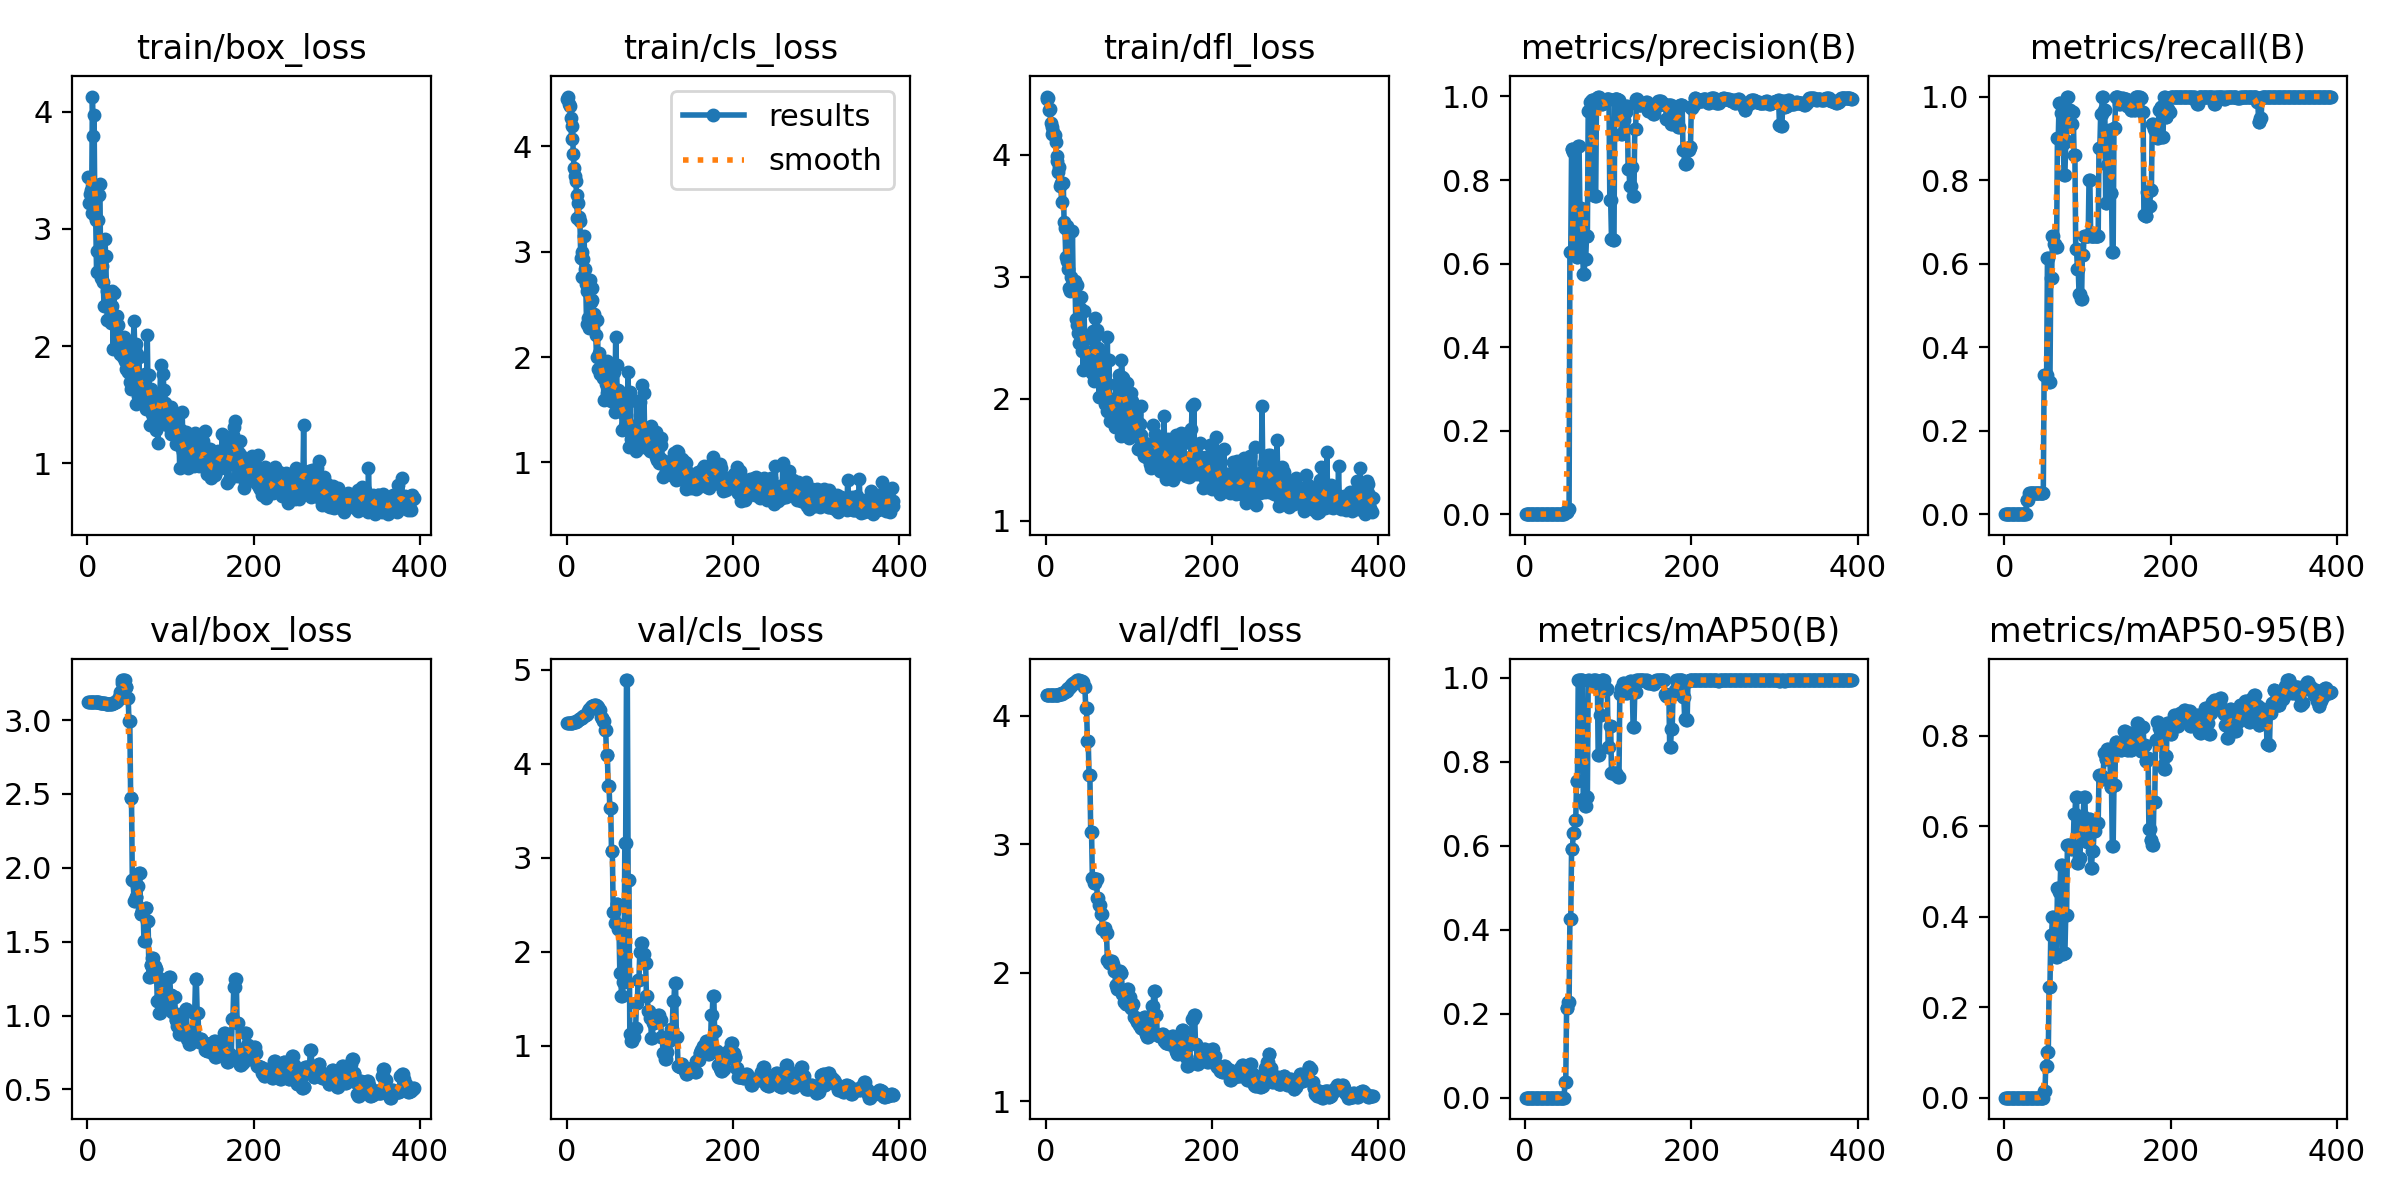 train/box_loss
4
3
2
1
0 200 400
train/cls_loss
results
smooth
4
3
2
1
0 200 400
train/dfl_loss
4
3
2
1
0 200 400
metrics/precision(B)
1.0
0.8
0.6
0.4
0.2
0.0
0 200 400
metrics/recall(B)
1.0
0.8
0.6
0.4
0.2
0.0
0 200 400
val/box_loss
3.0
2.5
2.0
1.5
1.0
0.5
0 200 400
val/cls_loss
5
4
3
2
1
0 200 400
val/dfl_loss
4
3
2
1
0 200 400
metrics/mAP50(B)
1.0
0.8
0.6
0.4
0.2
0.0
0 200 400
metrics/mAP50-95(B)
0.8
0.6
0.4
0.2
0.0
0 200 400